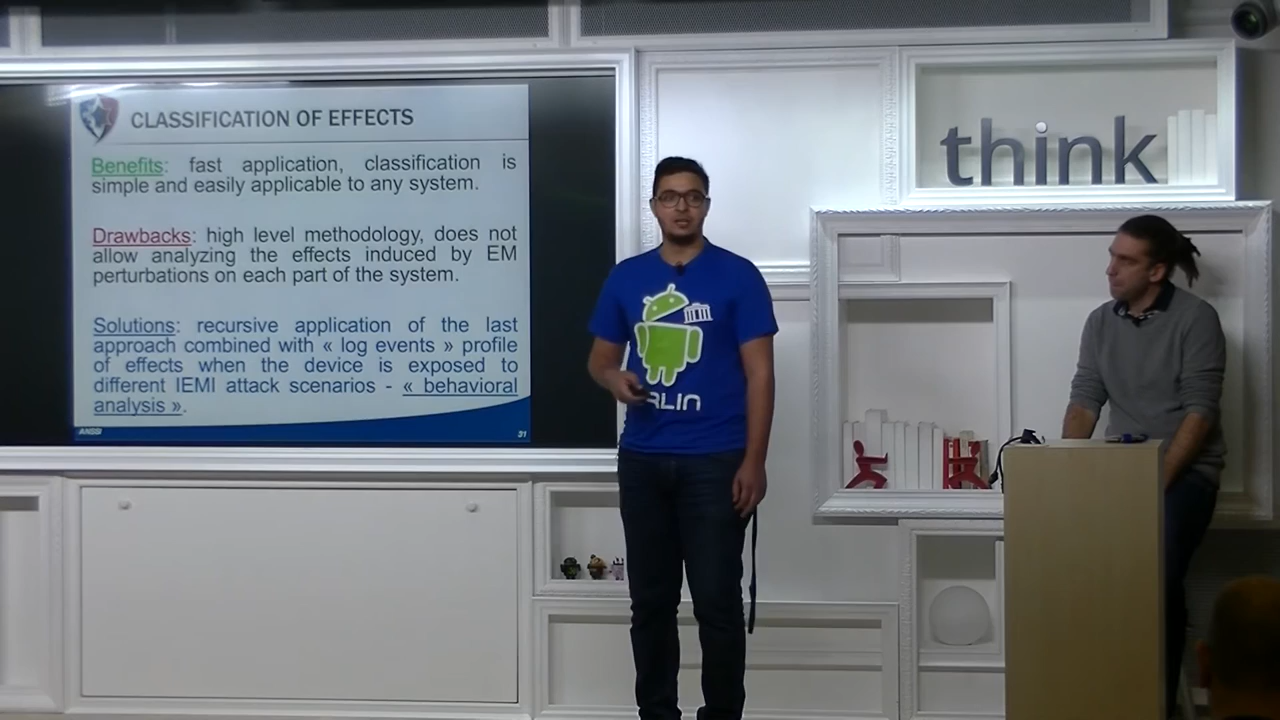 CLASSIFICATION OF EFFECTS
Benefits: fast application, classification is
simple and easily applicable to any system.
Drawbacks: high level methodology, does not
allow analyzing the effects induced by EM
perturbations on each part of the system.
Solutions: recursive application of the last
approach combined with « log events » profile
of effects when the device is exposed to
different IEMI attack scenarios - « behavioral
analysis ».
ANSSI
31
think
RLIN